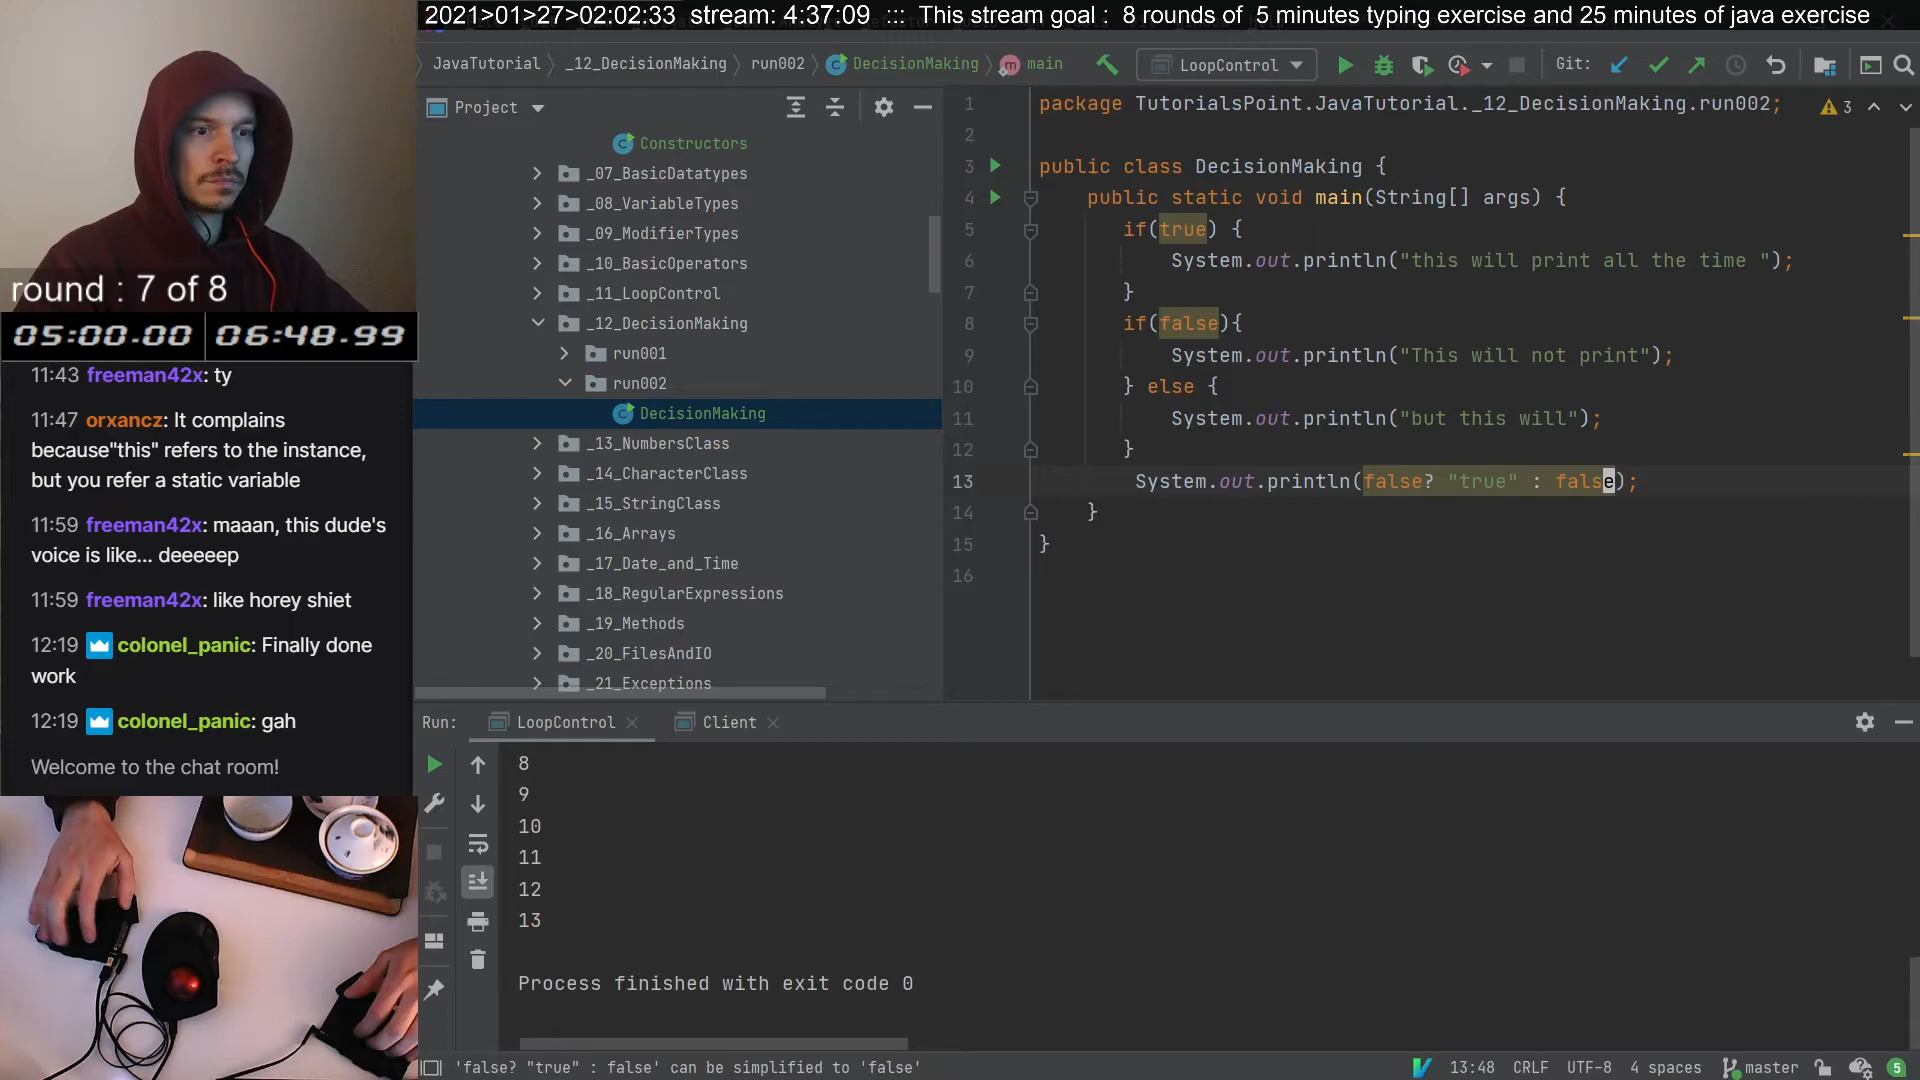 2021>01>27>02:02:33 stream: 4:37:09 ::: This stream goal : 8 rounds of 5 minutes typing exercise and 25 minutes of java exercise
round : 7 of 8
05:00.00 06:48.99
11:43 freeman42x: ty
11:47 orxancz: It complains
because"this" refers to the instance,
but you refer a static variable
11:59 freeman42x: maaan, this dude's
voice is like... deeeeep
11:59 freeman42x: like horey shiet
12:19 colonel_panic: Finally done
work
12:19 colonel_panic: gah
Welcome to the chat room!
JavaTutorial _12_DecisionMaking run002 DecisionMaking main LoopControl Git:
Project
Constructors
_07_BasicDatatypes
_08_VariableTypes
_09_ModifierTypes
_10_BasicOperators
_11_LoopControl
_12_DecisionMaking
run001
run002
DecisionMaking
_13_NumbersClass
_14_CharacterClass
_15_StringClass
_16_Arrays
_17_Date_and_Time
_18_RegularExpressions
_19_Methods
_20_FilesAndIO
_21_Exceptions
1 package TutorialsPoint.JavaTutorial._12_DecisionMaking.run002; 3
2
3 public class DecisionMaking {
4 public static void main(String[] args) {
5 if(true) {
6 System.out.println("this will print all the time ");
7 }
8 if(false){
9 System.out.println("This will not print");
10 } else {
11 System.out.println("but this will");
12 }
13 System.out.println(false? "true" : false);
14 }
15 }
16
Run: LoopControl Client
8
9
10
11
12
13
Process finished with exit code 0
'false? "true" : false' can be simplified to 'false' 13:48 CRLF UTF-8 4 spaces master 5